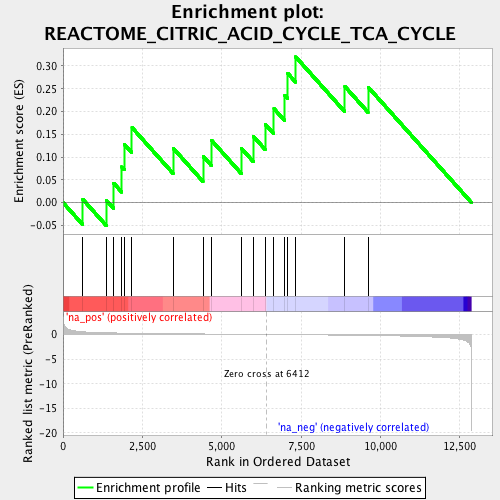 Enrichment plot:
REACTOME_CITRIC_ACID_CYCLE_TCA_CYCLE
Enrichment score (ES)
0.30
0.25
0.20
0.15
0.10
0.05
0.00
-0.05
'na_pos' (positively correlated)
Ranked list metric (PreRanked)
0
-5
-10
-15
-20
Zero cross at 6412
'na_neg' (negatively correlated)
0
2,500
5,000
7,500
10,000
12,500
Rank in Ordered Dataset
Enrichment profile
Hits
Ranking metric scores